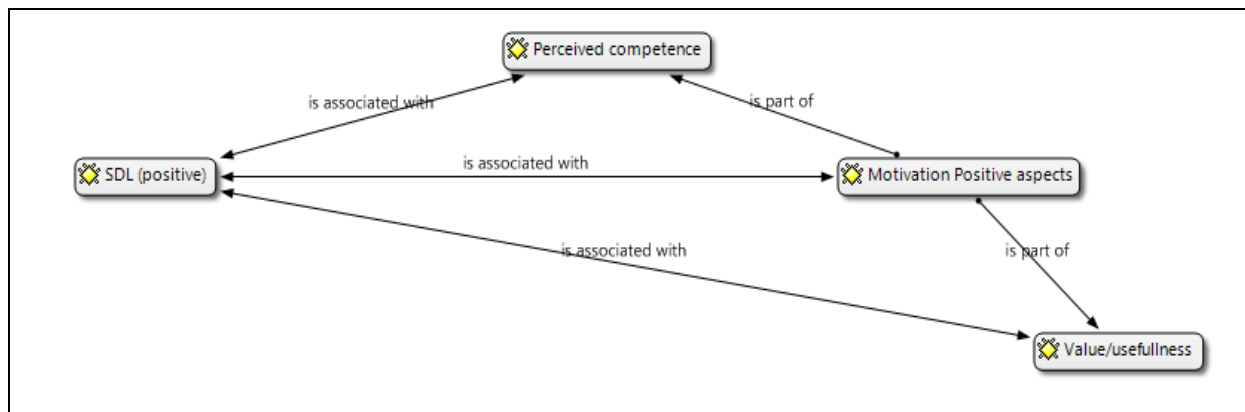 Perceived competence
is associated with
is part of
is associated with
SDL (positive)
Motivation Positive aspects
is associated with
is part of
Value/usefullness